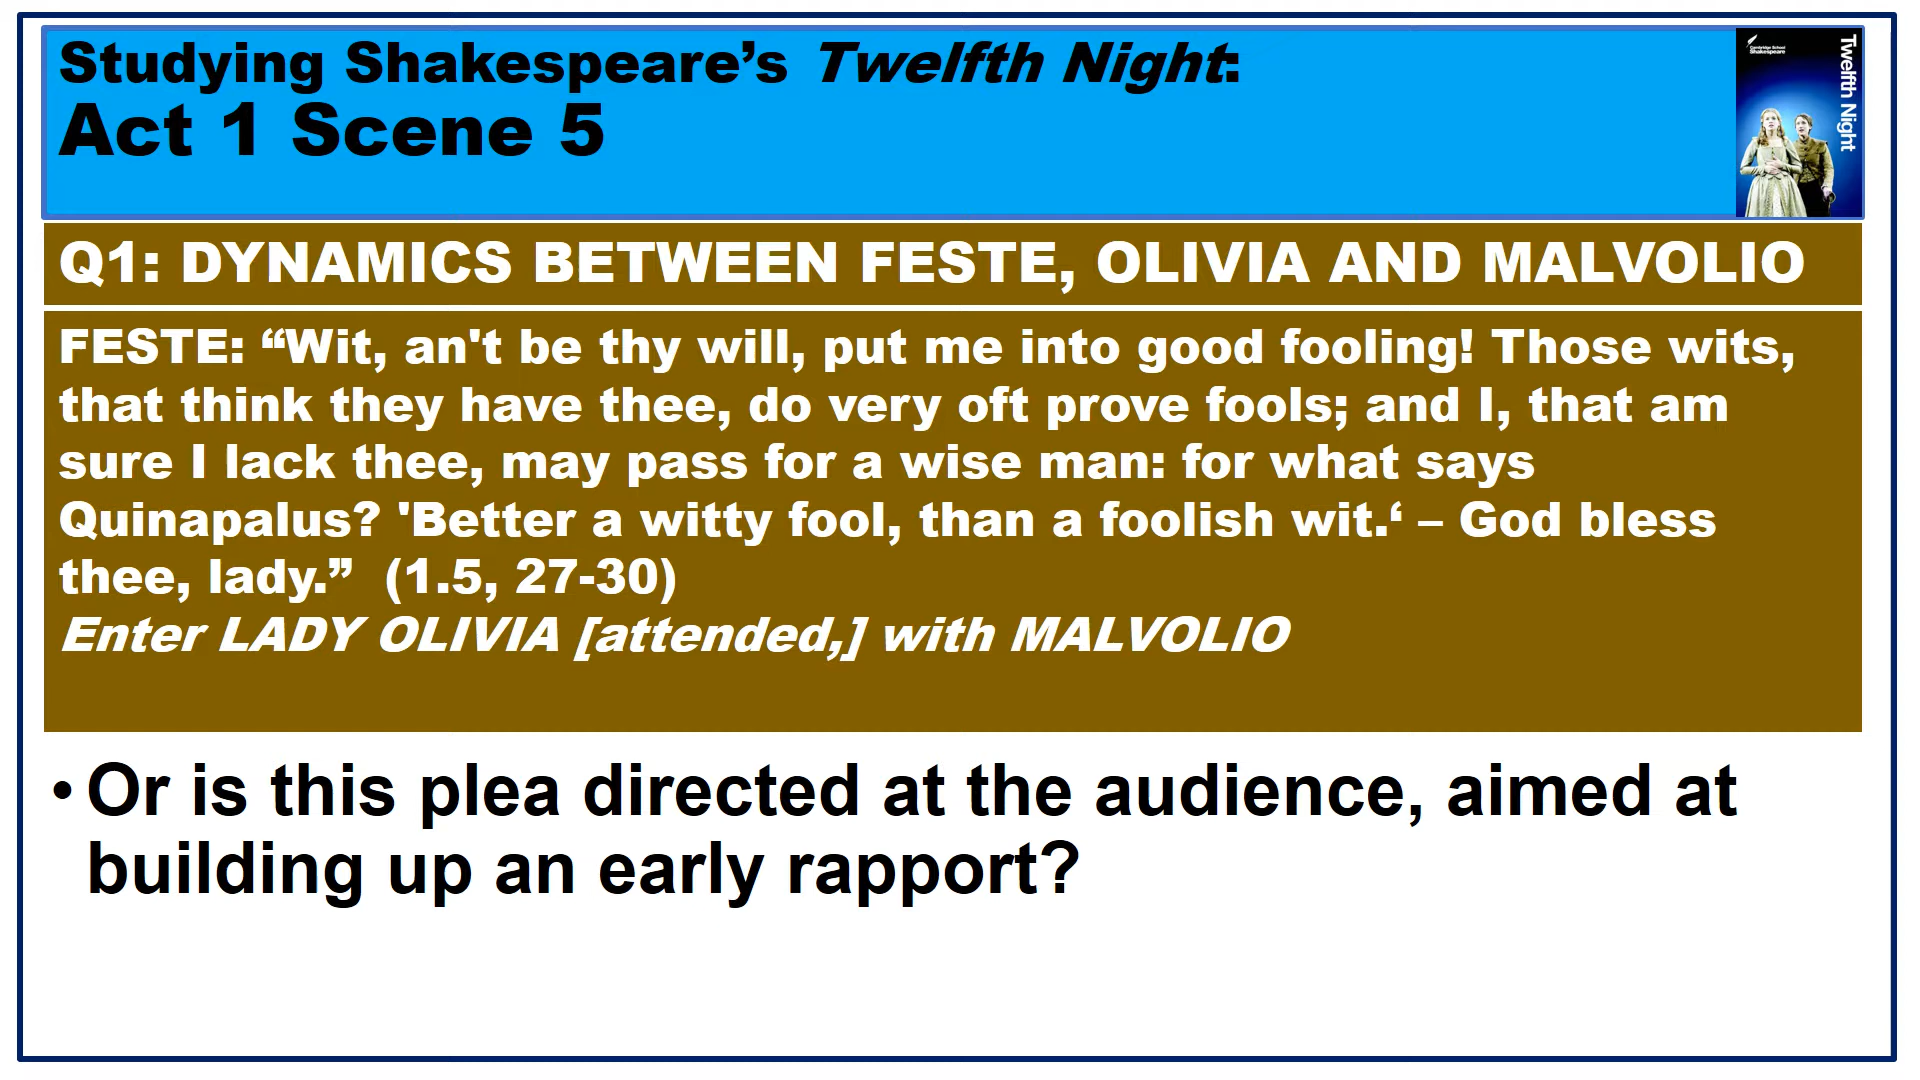 Studying Shakespeare’s Twelfth Night:
Act 1 Scene 5
Cambridge School
Shakespeare
Twelfth Night
Q1: DYNAMICS BETWEEN FESTE, OLIVIA AND MALVOLIO
FESTE: “Wit, an't be thy will, put me into good fooling! Those wits,
that think they have thee, do very oft prove fools; and I, that am
sure I lack thee, may pass for a wise man: for what says
Quinapalus? 'Better a witty fool, than a foolish wit.‘ – God bless
thee, lady.” (1.5, 27-30)
Enter LADY OLIVIA [attended,] with MALVOLIO
• Or is this plea directed at the audience, aimed at
building up an early rapport?